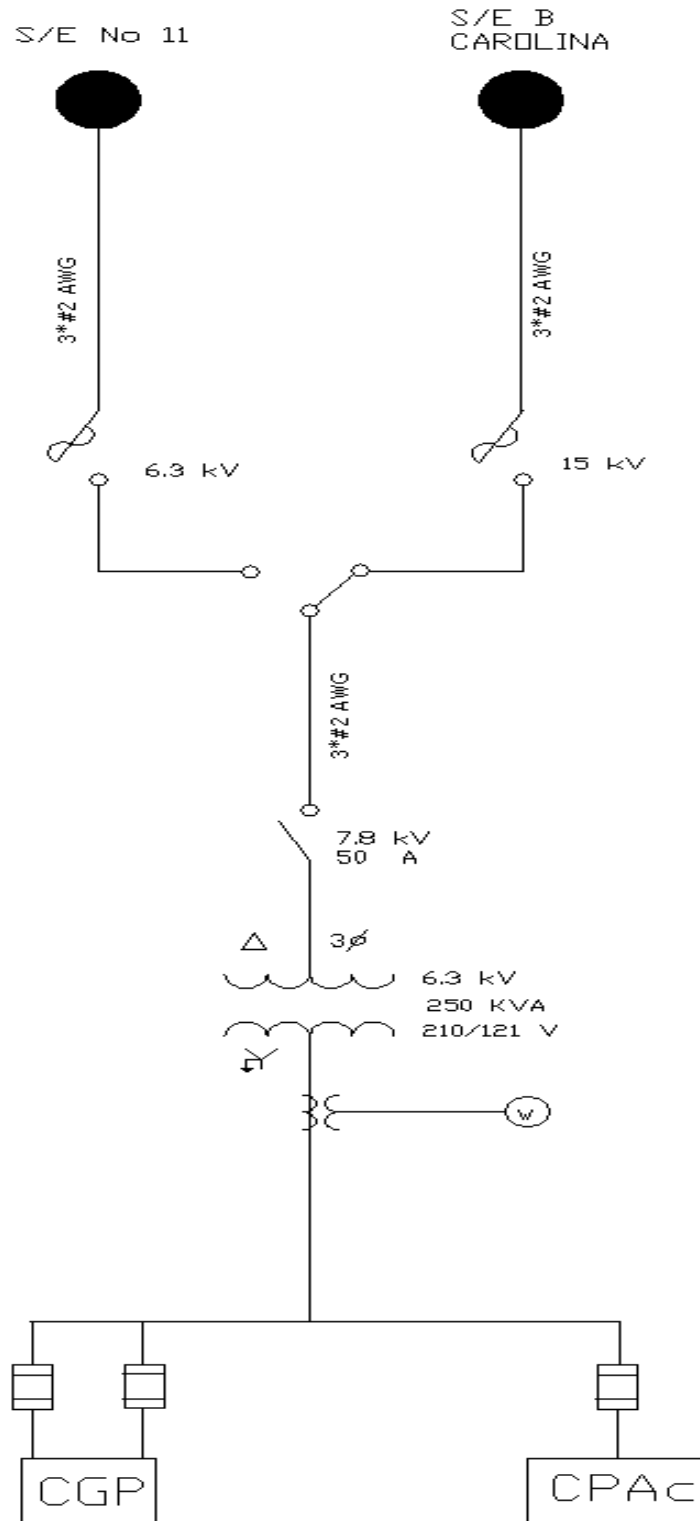 S/E No 11
S/E B
CAROLINA
3*#2 AWG
3*#2 AWG
6.3 kV
15 kV
3*#2 AWG
7.8 kV
50 A
3ø
6.3 kV
250 KVA
210/121 V
w
CGP
CPAc